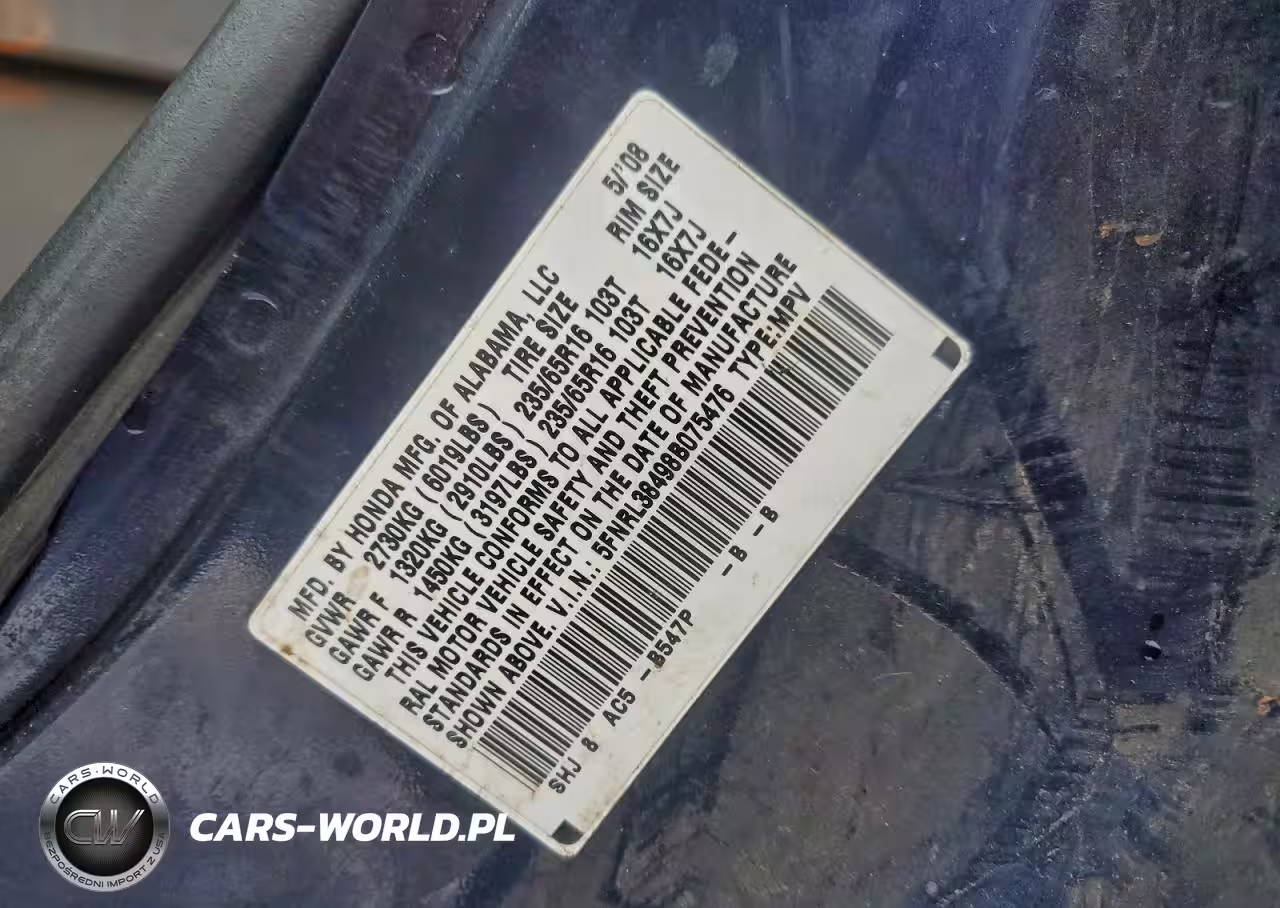 MFD. BY HONDA MFG. OF ALABAMA, LLC 5/'08
GVWR 2730KG (6019LBS) TIRE SIZE RIM SIZE
GAWR F 1320KG (2910LBS) 235/65R16 103T 16X7J
GAWR R 1450KG (3197LBS) 235/65R16 103T 16X7J
THIS VEHICLE CONFORMS TO ALL APPLICABLE FEDE-
RAL MOTOR VEHICLE SAFETY AND THEFT PREVENTION
STANDARDS IN EFFECT ON THE DATE OF MANUFACTURE
SHOWN ABOVE. V.I.N.: 5FNRL38498B075476 TYPE:MPV
SHJ 8 AC5 -B547P -B -B
CARS-WORLD
CW
BEZPOŚREDNI IMPORT Z USA
CARS-WORLD.PL